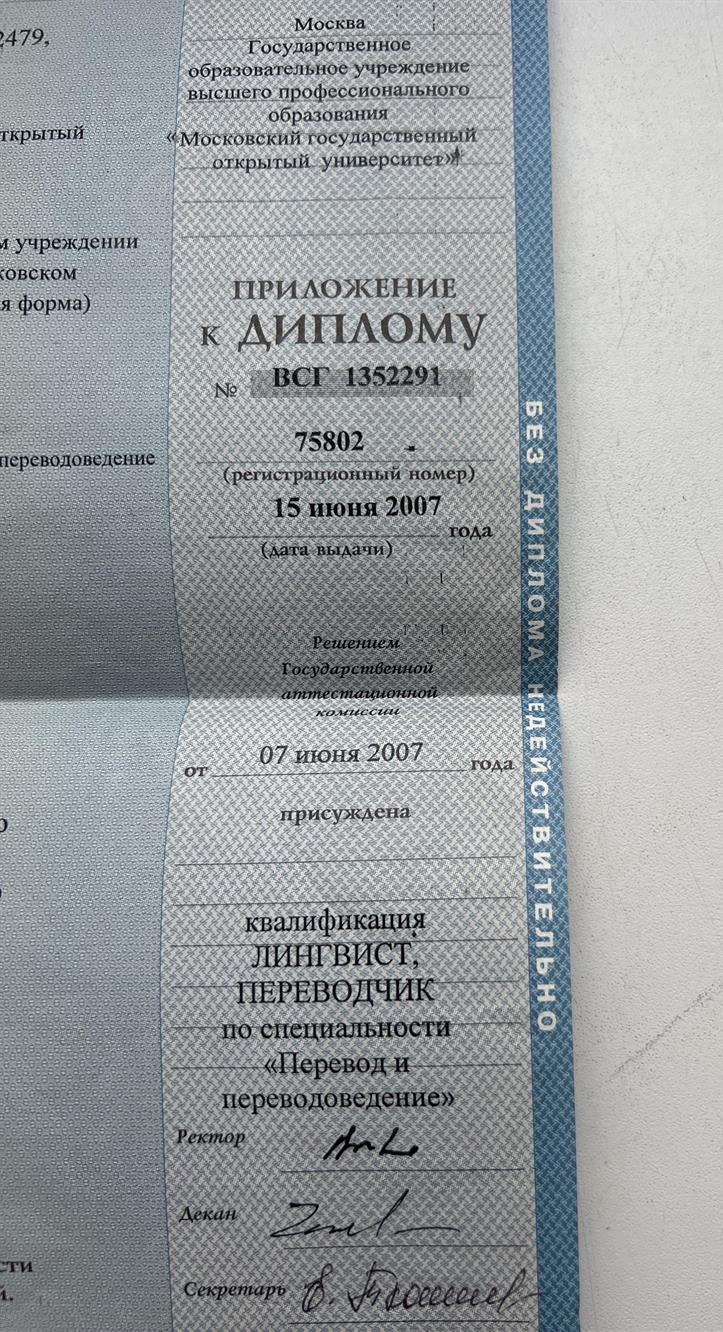 2479,
ткрытый
м учреждении
ковском
я форма)
переводоведение
сти
й.
Москва
Государственное
образовательное учреждение
высшего профессионального
образования
«Московский государственный
открытый университет»
ПРИЛОЖЕНИЕ
К ДИПЛОМУ
№ ВСГ 1352291
75802
(регистрационный номер)
15 июня 2007
года
(дата выдачи)
Решением
Государственной
аттестационной
комиссии
от 07 июня 2007 года
присуждена
квалификация
ЛИНГВИСТ,
ПЕРЕВОДЧИК
по специальности
«Перевод и
переводоведение»
Ректор
Декан
Секретарь
БЕЗ ДИПЛОМА НЕДЕЙСТВИТЕЛЬНО